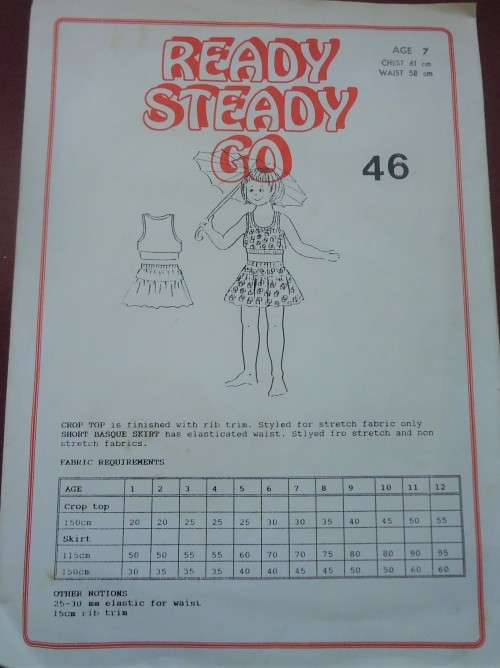 READY
STEADY
GO
AGE 7
CHEST 61 cm
WAIST 58 cm
46
CROP TOP is finished with rib trim. Styled for stretch fabric only
SHORT BASQUE SKIRT has elasticated waist. Stlyed fro stretch and non
stretch fabrics.
FABRIC REQUIREMENTS
AGE 1 2 3 4 5 6 7 8 9 10 11 12
Crop top
150cm 20 20 25 25 25 30 30 35 40 45 50 55
Skirt
115cm 50 50 55 55 60 70 70 75 80 80 90 95
150cm 30 35 35 35 40 40 45 45 50 50 60 60
OTHER NOTIONS
25-30 mm elastic for waist
15cm rib trim